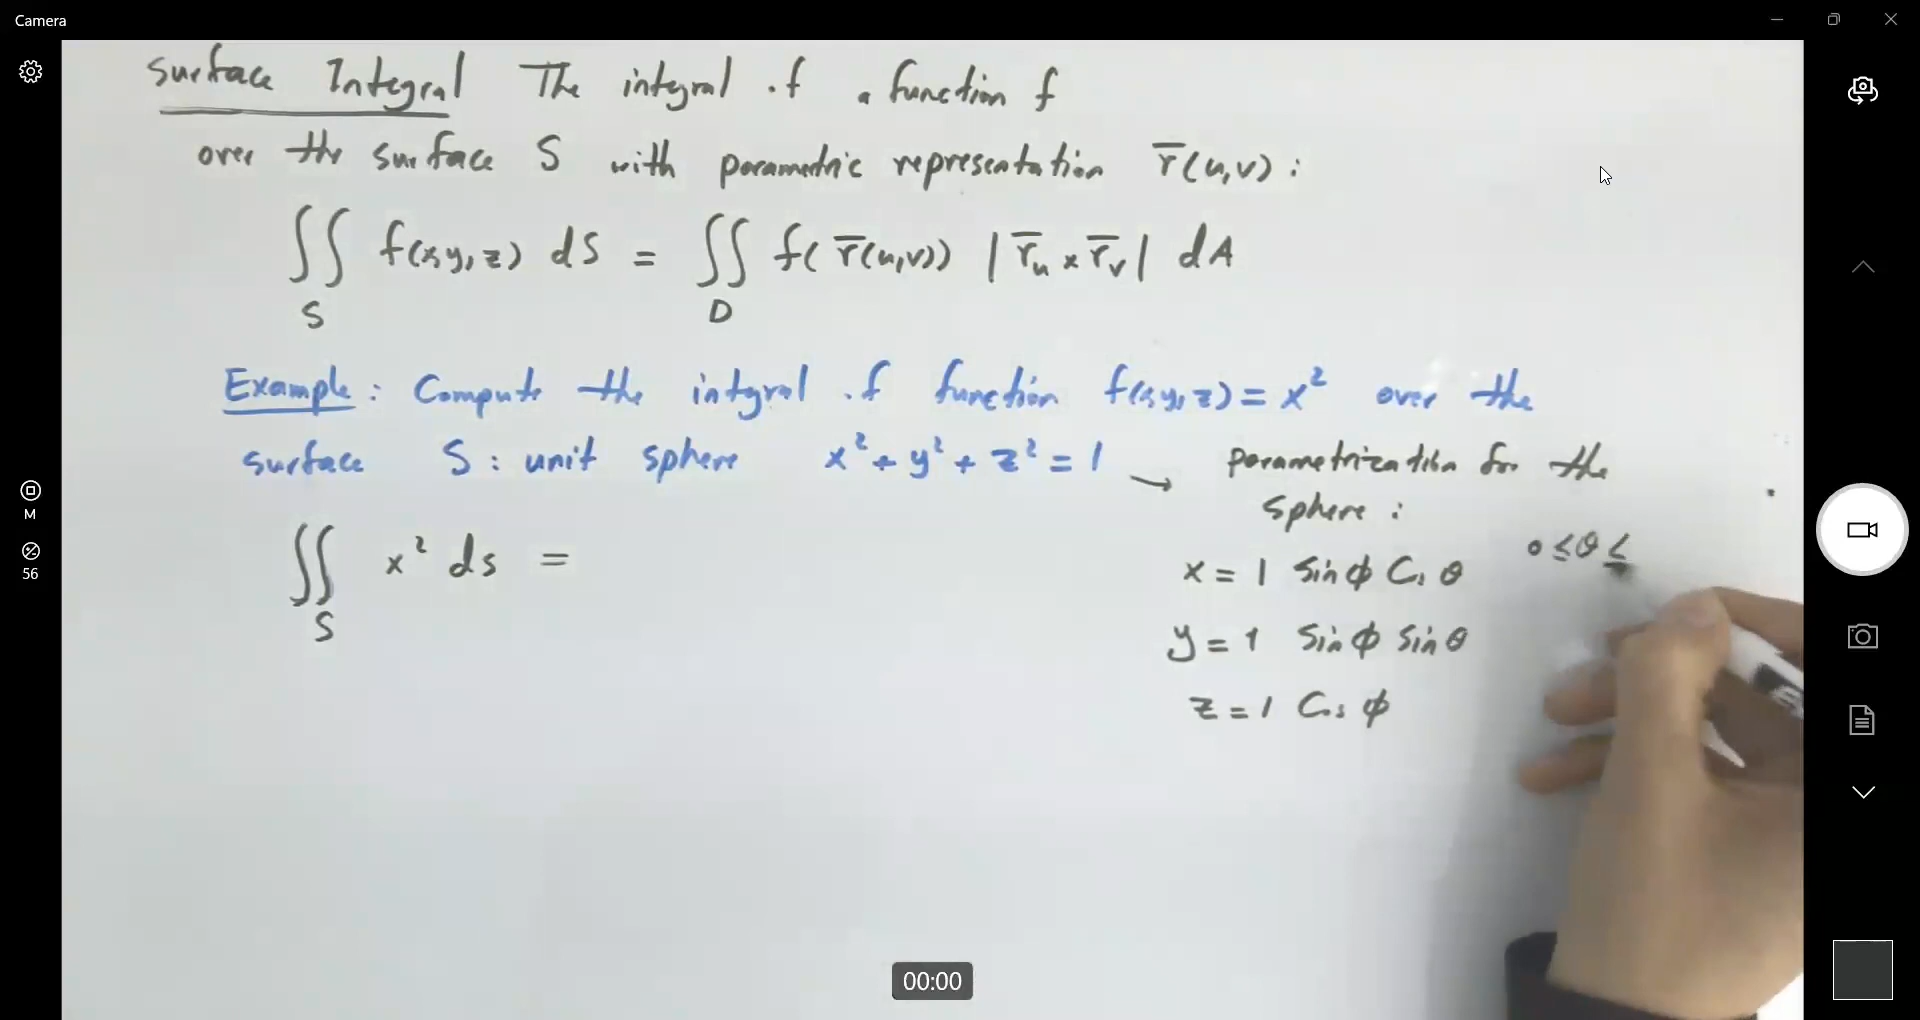 Camera
Surface Integral The integral of a function f
over the surface S with parametric representation r̅(u,v) :
∬ f(x,y,z) dS = ∬ f( r̅(u,v)) | r̅u × r̅v | dA
S D
Example : Compute the integral of function f(x,y,z) = x² over the
surface S : unit sphere x² + y² + z² = 1 → parametrization for the
sphere :
∬ x² ds =
S
x = 1 Sin ϕ Cos θ 0 ≤ θ ≤
y = 1 Sin ϕ Sin θ
z = 1 Cos ϕ
M
56
00:00